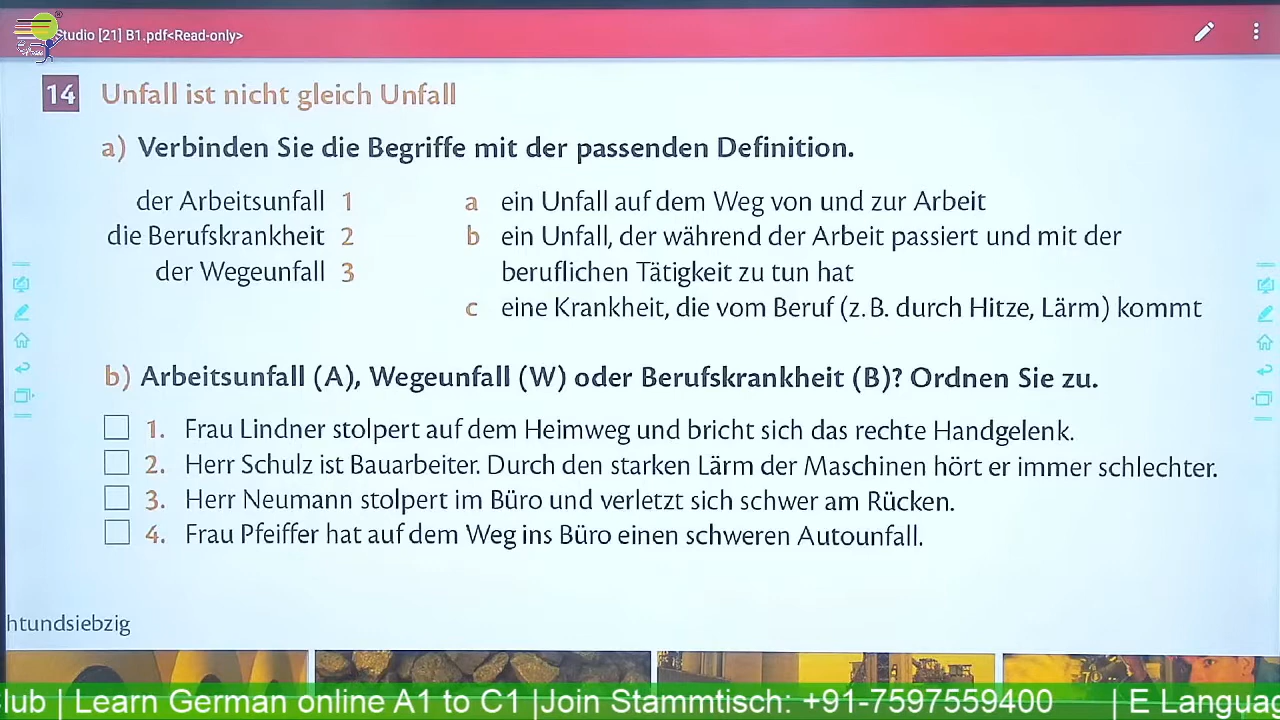 Studio [21] B1.pdf<Read-only>
14 Unfall ist nicht gleich Unfall
a) Verbinden Sie die Begriffe mit der passenden Definition.
der Arbeitsunfall 1
die Berufskrankheit 2
der Wegeunfall 3
a ein Unfall auf dem Weg von und zur Arbeit
b ein Unfall, der während der Arbeit passiert und mit der
beruflichen Tätigkeit zu tun hat
c eine Krankheit, die vom Beruf (z. B. durch Hitze, Lärm) kommt
b) Arbeitsunfall (A), Wegeunfall (W) oder Berufskrankheit (B)? Ordnen Sie zu.
1. Frau Lindner stolpert auf dem Heimweg und bricht sich das rechte Handgelenk.
2. Herr Schulz ist Bauarbeiter. Durch den starken Lärm der Maschinen hört er immer schlechter.
3. Herr Neumann stolpert im Büro und verletzt sich schwer am Rücken.
4. Frau Pfeiffer hat auf dem Weg ins Büro einen schweren Autounfall.
htundsiebzig
lub | Learn German online A1 to C1 |Join Stammtisch: +91-7597559400 | E Languag